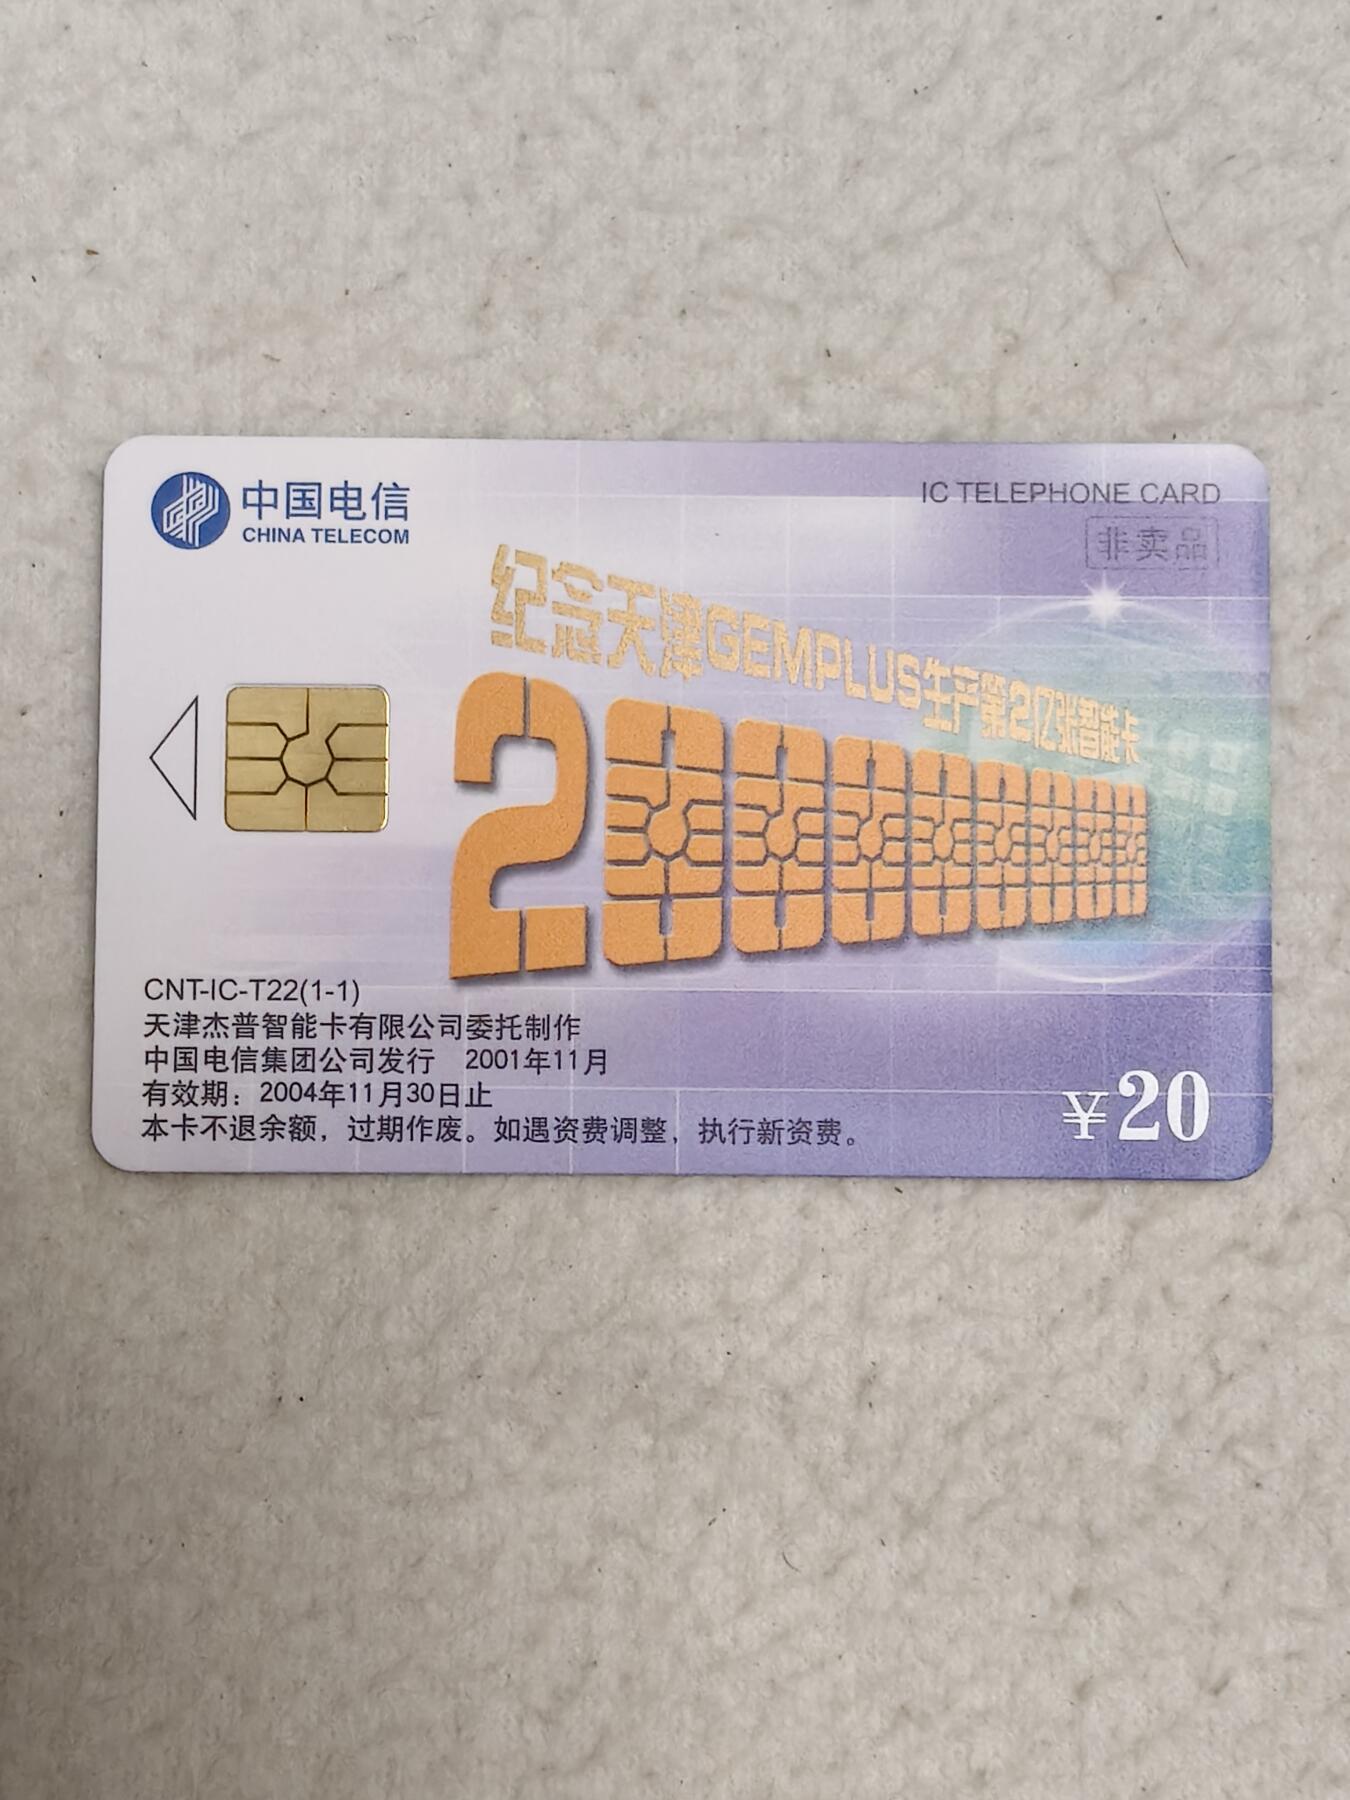 中国电信
CHINA TELECOM
IC TELEPHONE CARD
非卖品
纪念天津GEMPLUS生产第2亿张智能卡
200000000
CNT-IC-T22(1-1)
天津杰普智能卡有限公司委托制作
中国电信集团公司发行 2001年11月
有效期：2004年11月30日止
本卡不退余额，过期作废。如遇资费调整，执行新资费。
¥20